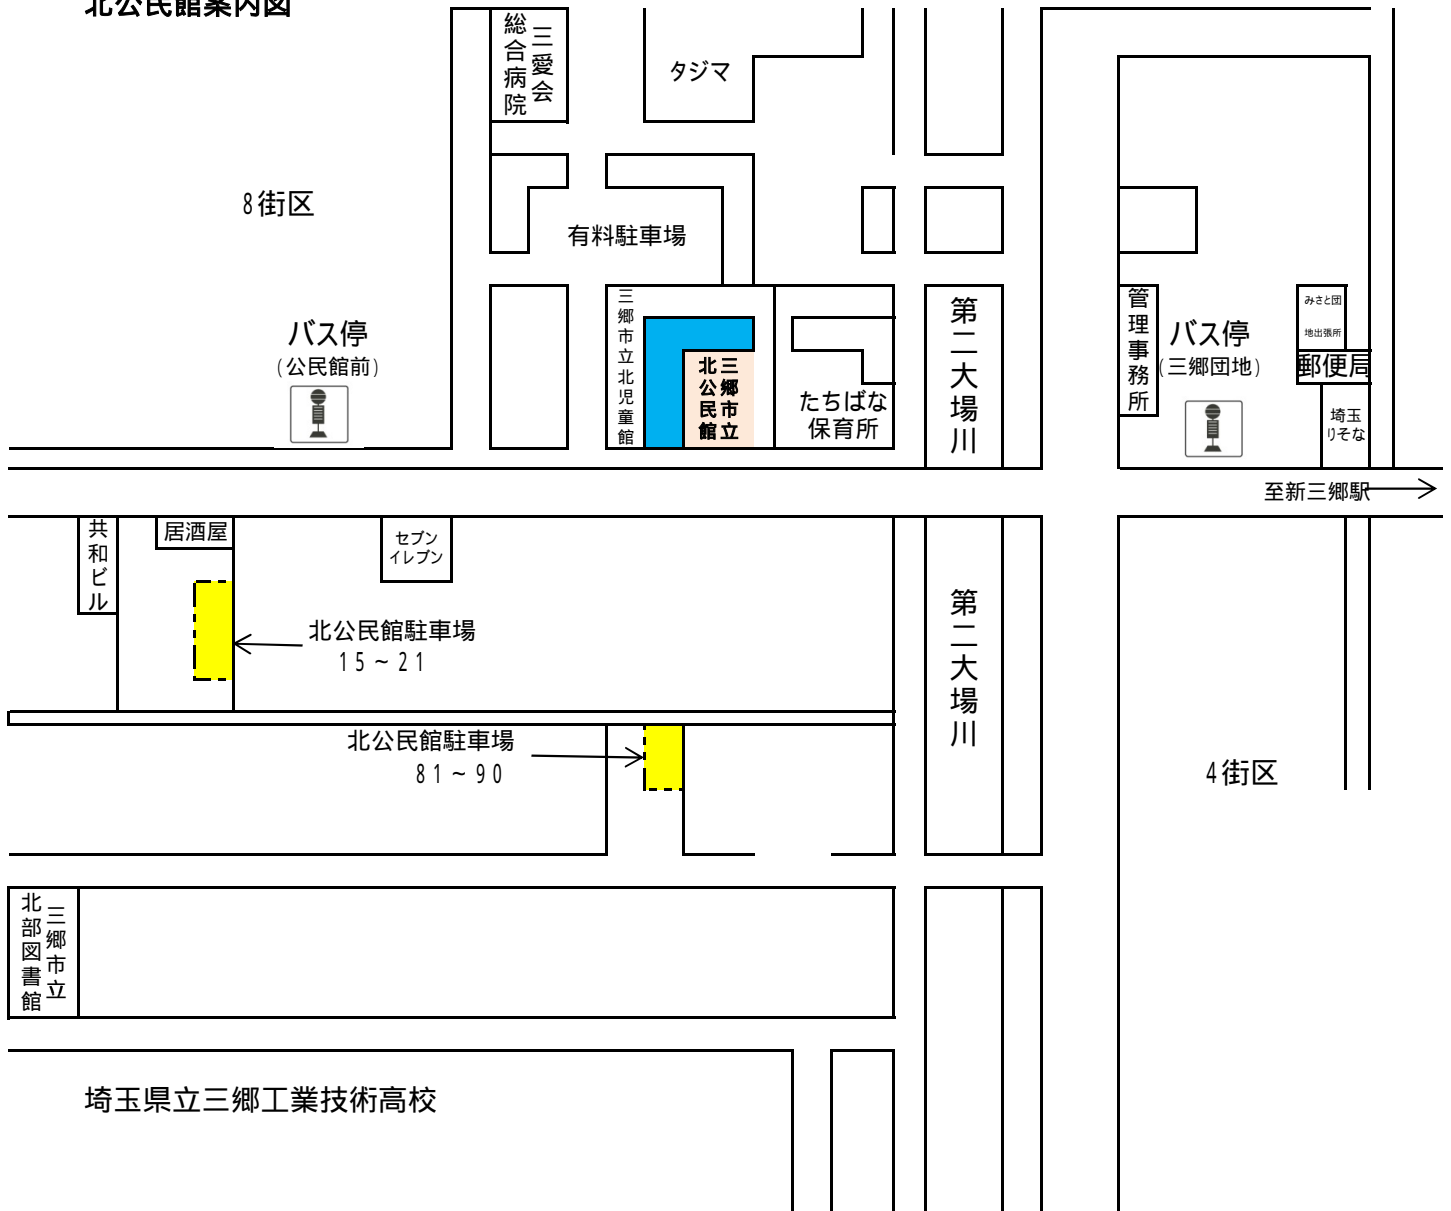 北公民館案内図
三愛会
総合病院
タジマ
8街区
有料駐車場
三郷市立北児童館
三郷市立
北公民館
たちばな
保育所
第二大場川
バス停
(公民館前)
管理事務所
バス停
(三郷団地)
みさと団
地出張所
郵便局
埼玉
りそな
至新三郷駅
共和ビル
居酒屋
セブン
イレブン
北公民館駐車場
15~21
第二大場川
北公民館駐車場
81~90
4街区
三郷市立
北部図書館
埼玉県立三郷工業技術高校